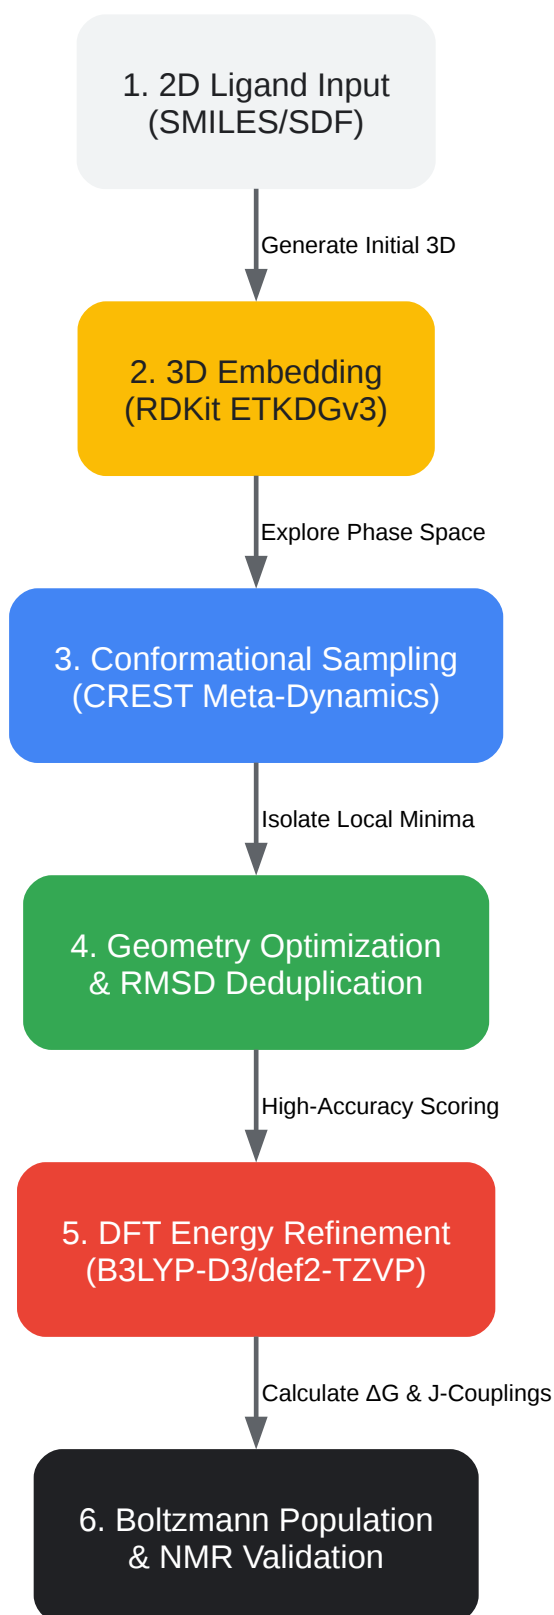 1. 2D Ligand Input
(SMILES/SDF)
Generate Initial 3D
2. 3D Embedding
(RDKit ETKDGv3)
Explore Phase Space
3. Conformational Sampling
(CREST Meta-Dynamics)
Isolate Local Minima
4. Geometry Optimization
& RMSD Deduplication
High-Accuracy Scoring
5. DFT Energy Refinement
(B3LYP-D3/def2-TZVP)
Calculate ΔG & J-Couplings
6. Boltzmann Population
& NMR Validation